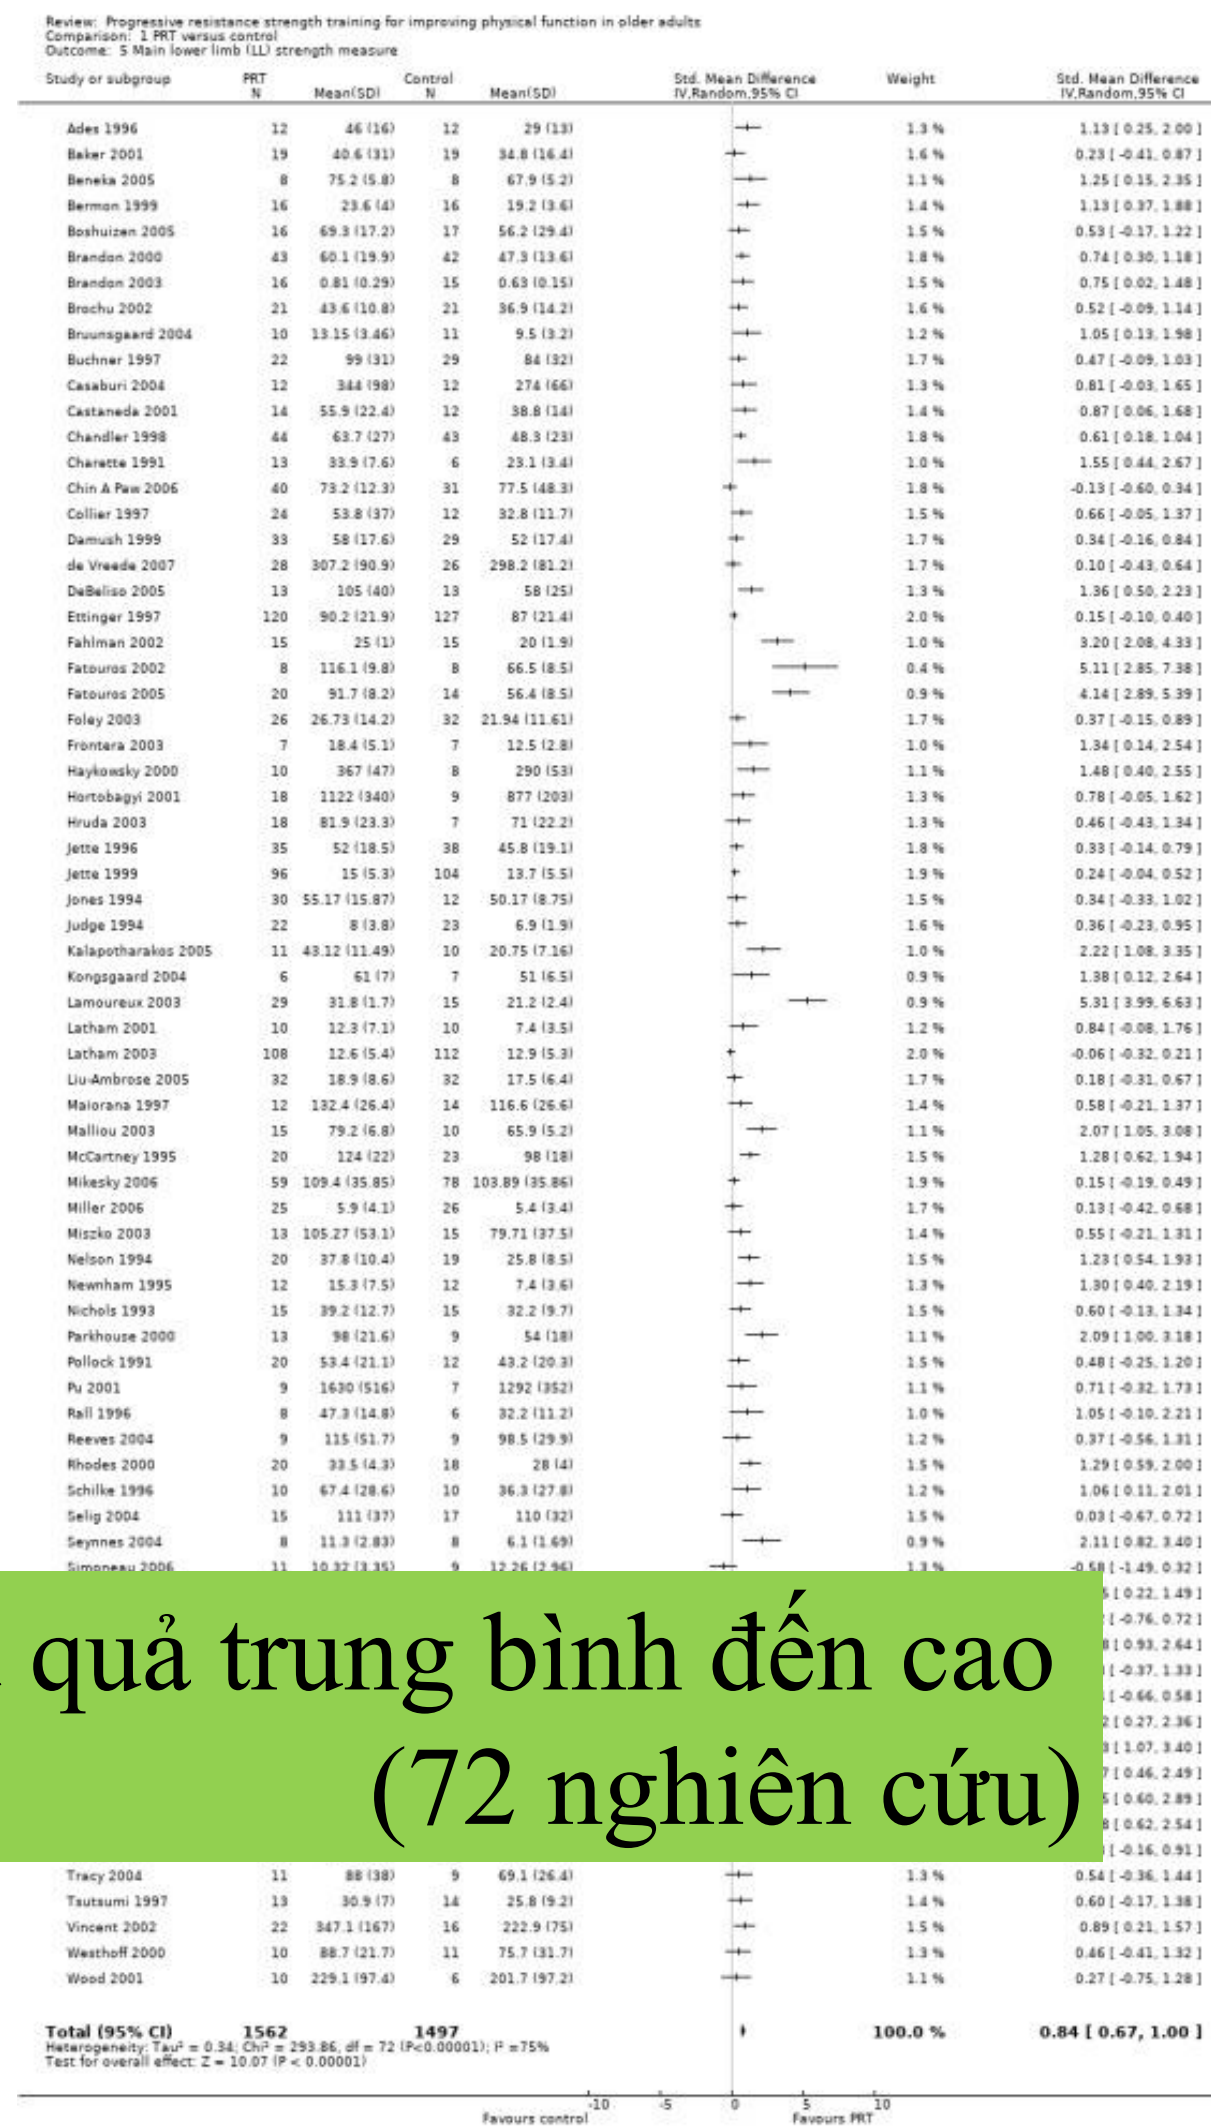 Review: Progressive resistance strength training for improving physical function in older adults
Comparison: 1 PRT versus control
Outcome: 5 Main lower limb (LL) strength measure
Study or subgroup PRT Control Std. Mean Difference Weight Std. Mean Difference
N Mean(SD) N Mean(SD) IV,Random,95% CI IV,Random,95% CI
Ades 1996 12 46 (16) 12 29 (13) 1.3 % 1.13 [ 0.25, 2.00 ]
Baker 2001 19 40.6 (31) 19 34.8 (16.4) 1.6 % 0.23 [ -0.41, 0.87 ]
Beneka 2005 8 75.2 (5.8) 8 67.9 (5.2) 1.1 % 1.25 [ 0.15, 2.35 ]
Bermon 1999 16 23.6 (4) 16 19.2 (3.6) 1.4 % 1.13 [ 0.37, 1.88 ]
Boshuizen 2005 16 69.3 (17.2) 17 56.2 (29.4) 1.5 % 0.53 [ -0.17, 1.22 ]
Brandon 2000 43 60.1 (19.9) 42 47.3 (13.6) 1.8 % 0.74 [ 0.30, 1.18 ]
Brandon 2003 16 0.81 (0.29) 15 0.63 (0.15) 1.5 % 0.75 [ 0.02, 1.48 ]
Brochu 2002 21 43.6 (10.8) 21 36.9 (14.2) 1.6 % 0.52 [ -0.09, 1.14 ]
Bruunsgaard 2004 10 13.15 (3.46) 11 9.5 (3.2) 1.2 % 1.05 [ 0.13, 1.98 ]
Buchner 1997 22 99 (31) 29 84 (32) 1.7 % 0.47 [ -0.09, 1.03 ]
Casaburi 2004 12 344 (98) 12 274 (66) 1.3 % 0.81 [ -0.03, 1.65 ]
Castaneda 2001 14 55.9 (22.4) 12 38.8 (14) 1.4 % 0.87 [ 0.06, 1.68 ]
Chandler 1998 44 63.7 (27) 43 48.3 (23) 1.8 % 0.61 [ 0.18, 1.04 ]
Charette 1991 13 33.9 (7.6) 6 23.1 (3.4) 1.0 % 1.55 [ 0.44, 2.67 ]
Chin A Paw 2006 40 73.2 (12.3) 31 77.5 (48.3) 1.8 % -0.13 [ -0.60, 0.34 ]
Collier 1997 24 53.8 (37) 12 32.8 (11.7) 1.5 % 0.66 [ -0.05, 1.37 ]
Damush 1999 33 58 (17.6) 29 52 (17.4) 1.7 % 0.34 [ -0.16, 0.84 ]
de Vreede 2007 28 307.2 (90.9) 26 298.2 (81.2) 1.7 % 0.10 [ -0.43, 0.64 ]
DeBeliso 2005 13 105 (40) 13 58 (25) 1.3 % 1.36 [ 0.50, 2.23 ]
Ettinger 1997 120 90.2 (21.9) 127 87 (21.4) 2.0 % 0.15 [ -0.10, 0.40 ]
Fahlman 2002 15 25 (1) 15 20 (1.9) 1.0 % 3.20 [ 2.08, 4.33 ]
Fatouros 2002 8 116.1 (9.8) 8 66.5 (8.5) 0.4 % 5.11 [ 2.85, 7.38 ]
Fatouros 2005 20 91.7 (8.2) 14 56.4 (8.5) 0.9 % 4.14 [ 2.89, 5.39 ]
Foley 2003 26 26.73 (14.2) 32 21.94 (11.61) 1.7 % 0.37 [ -0.15, 0.89 ]
Frontera 2003 7 18.4 (5.1) 7 12.5 (2.8) 1.0 % 1.34 [ 0.14, 2.54 ]
Haykowsky 2000 10 367 (47) 8 290 (53) 1.1 % 1.48 [ 0.40, 2.55 ]
Hortobagyi 2001 18 1122 (340) 9 877 (203) 1.3 % 0.78 [ -0.05, 1.62 ]
Hruda 2003 18 81.9 (23.3) 7 71 (22.2) 1.3 % 0.46 [ -0.43, 1.34 ]
Jette 1996 35 52 (18.5) 38 45.8 (19.1) 1.8 % 0.33 [ -0.14, 0.79 ]
Jette 1999 96 15 (5.3) 104 13.7 (5.5) 1.9 % 0.24 [ -0.04, 0.52 ]
Jones 1994 30 55.17 (15.87) 12 50.17 (8.75) 1.5 % 0.34 [ -0.33, 1.02 ]
Judge 1994 22 8 (3.8) 23 6.9 (1.9) 1.6 % 0.36 [ -0.23, 0.95 ]
Kalapotharakos 2005 11 43.12 (11.49) 10 20.75 (7.16) 1.0 % 2.22 [ 1.08, 3.35 ]
Kongsgaard 2004 6 61 (7) 7 51 (6.5) 0.9 % 1.38 [ 0.12, 2.64 ]
Lamoureux 2003 29 31.8 (1.7) 15 21.2 (2.4) 0.9 % 5.31 [ 3.99, 6.63 ]
Latham 2001 10 12.3 (7.1) 10 7.4 (3.5) 1.2 % 0.84 [ -0.08, 1.76 ]
Latham 2003 108 12.6 (5.4) 112 12.9 (5.3) 2.0 % -0.06 [ -0.32, 0.21 ]
Liu-Ambrose 2005 32 18.9 (8.6) 32 17.5 (6.4) 1.7 % 0.18 [ -0.31, 0.67 ]
Maiorana 1997 12 132.4 (26.4) 14 116.6 (26.6) 1.4 % 0.58 [ -0.21, 1.37 ]
Malliou 2003 15 79.2 (6.8) 10 65.9 (5.2) 1.1 % 2.07 [ 1.05, 3.08 ]
McCartney 1995 20 124 (22) 23 98 (18) 1.5 % 1.28 [ 0.62, 1.94 ]
Mikesky 2006 59 109.4 (35.85) 78 103.89 (35.86) 1.9 % 0.15 [ -0.19, 0.49 ]
Miller 2006 25 5.9 (4.1) 26 5.4 (3.4) 1.7 % 0.13 [ -0.42, 0.68 ]
Miszko 2003 13 105.27 (53.1) 15 79.71 (37.5) 1.4 % 0.55 [ -0.21, 1.31 ]
Nelson 1994 20 37.8 (10.4) 19 25.8 (8.5) 1.5 % 1.23 [ 0.54, 1.93 ]
Newnham 1995 12 15.3 (7.5) 12 7.4 (3.6) 1.3 % 1.30 [ 0.40, 2.19 ]
Nichols 1993 15 39.2 (12.7) 15 32.2 (9.7) 1.5 % 0.60 [ -0.13, 1.34 ]
Parkhouse 2000 13 98 (21.6) 9 54 (18) 1.1 % 2.09 [ 1.00, 3.18 ]
Pollock 1991 20 53.4 (21.1) 12 43.2 (20.3) 1.5 % 0.48 [ -0.25, 1.20 ]
Pu 2001 9 1630 (516) 7 1292 (352) 1.1 % 0.71 [ -0.32, 1.73 ]
Rall 1996 8 47.3 (14.8) 6 32.2 (11.2) 1.0 % 1.05 [ -0.10, 2.21 ]
Reeves 2004 9 115 (51.7) 9 98.5 (29.9) 1.2 % 0.37 [ -0.56, 1.31 ]
Rhodes 2000 20 33.5 (4.3) 18 28 (4) 1.5 % 1.29 [ 0.59, 2.00 ]
Schilke 1996 10 67.4 (28.6) 10 36.3 (27.8) 1.2 % 1.06 [ 0.11, 2.01 ]
Selig 2004 15 111 (37) 17 110 (32) 1.5 % 0.03 [ -0.67, 0.72 ]
Seynnes 2004 8 11.3 (2.83) 8 6.1 (1.69) 0.9 % 2.11 [ 0.82, 3.40 ]
Simoneau 2006 11 10.32 (3.35) 9 12.26 (2.96) 1.3 % -0.58 [ -1.49, 0.32 ]
[ 0.22, 1.49 ]
[ -0.76, 0.72 ]
[ 0.93, 2.64 ]
[ -0.37, 1.33 ]
[ -0.66, 0.58 ]
[ 0.27, 2.36 ]
[ 1.07, 3.40 ]
[ 0.46, 2.49 ]
[ 0.60, 2.89 ]
[ 0.62, 2.54 ]
[ -0.16, 0.91 ]
quả trung bình đến cao
(72 nghiên cứu)
Tracy 2004 11 88 (38) 9 69.1 (26.4) 1.3 % 0.54 [ -0.36, 1.44 ]
Tsutsumi 1997 13 30.9 (7) 14 25.8 (9.2) 1.4 % 0.60 [ -0.17, 1.38 ]
Vincent 2002 22 347.1 (167) 16 222.9 (75) 1.5 % 0.89 [ 0.21, 1.57 ]
Westhoff 2000 10 88.7 (21.7) 11 75.7 (31.7) 1.3 % 0.46 [ -0.41, 1.32 ]
Wood 2001 10 229.1 (97.4) 6 201.7 (97.2) 1.1 % 0.27 [ -0.75, 1.28 ]
Total (95% CI) 1562 1497 100.0 % 0.84 [ 0.67, 1.00 ]
Heterogeneity: Tau² = 0.34; Chi² = 293.86, df = 72 (P<0.00001); I² =75%
Test for overall effect: Z = 10.07 (P < 0.00001)
-10 -5 0 5 10
Favours control Favours PRT